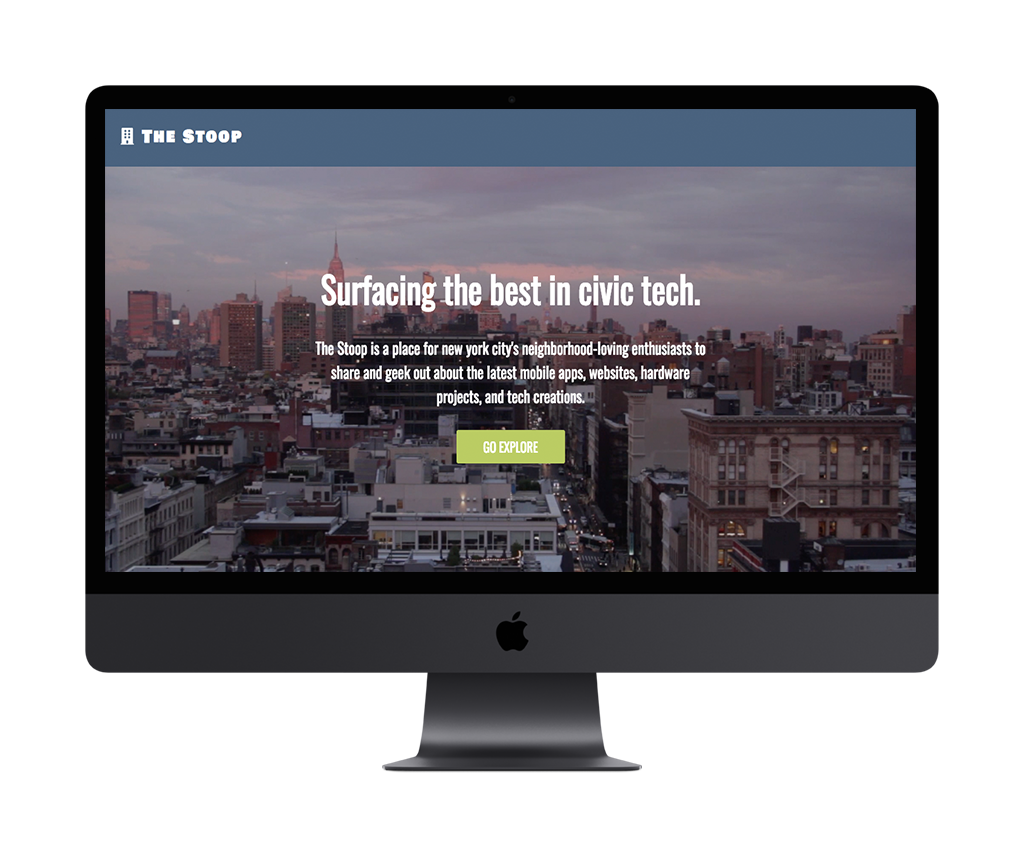 The Stoop
Surfacing the best in civic tech.
The Stoop is a place for new york city's neighborhood-loving enthusiasts to
share and geek out about the latest mobile apps, websites, hardware
projects, and tech creations.
GO EXPLORE